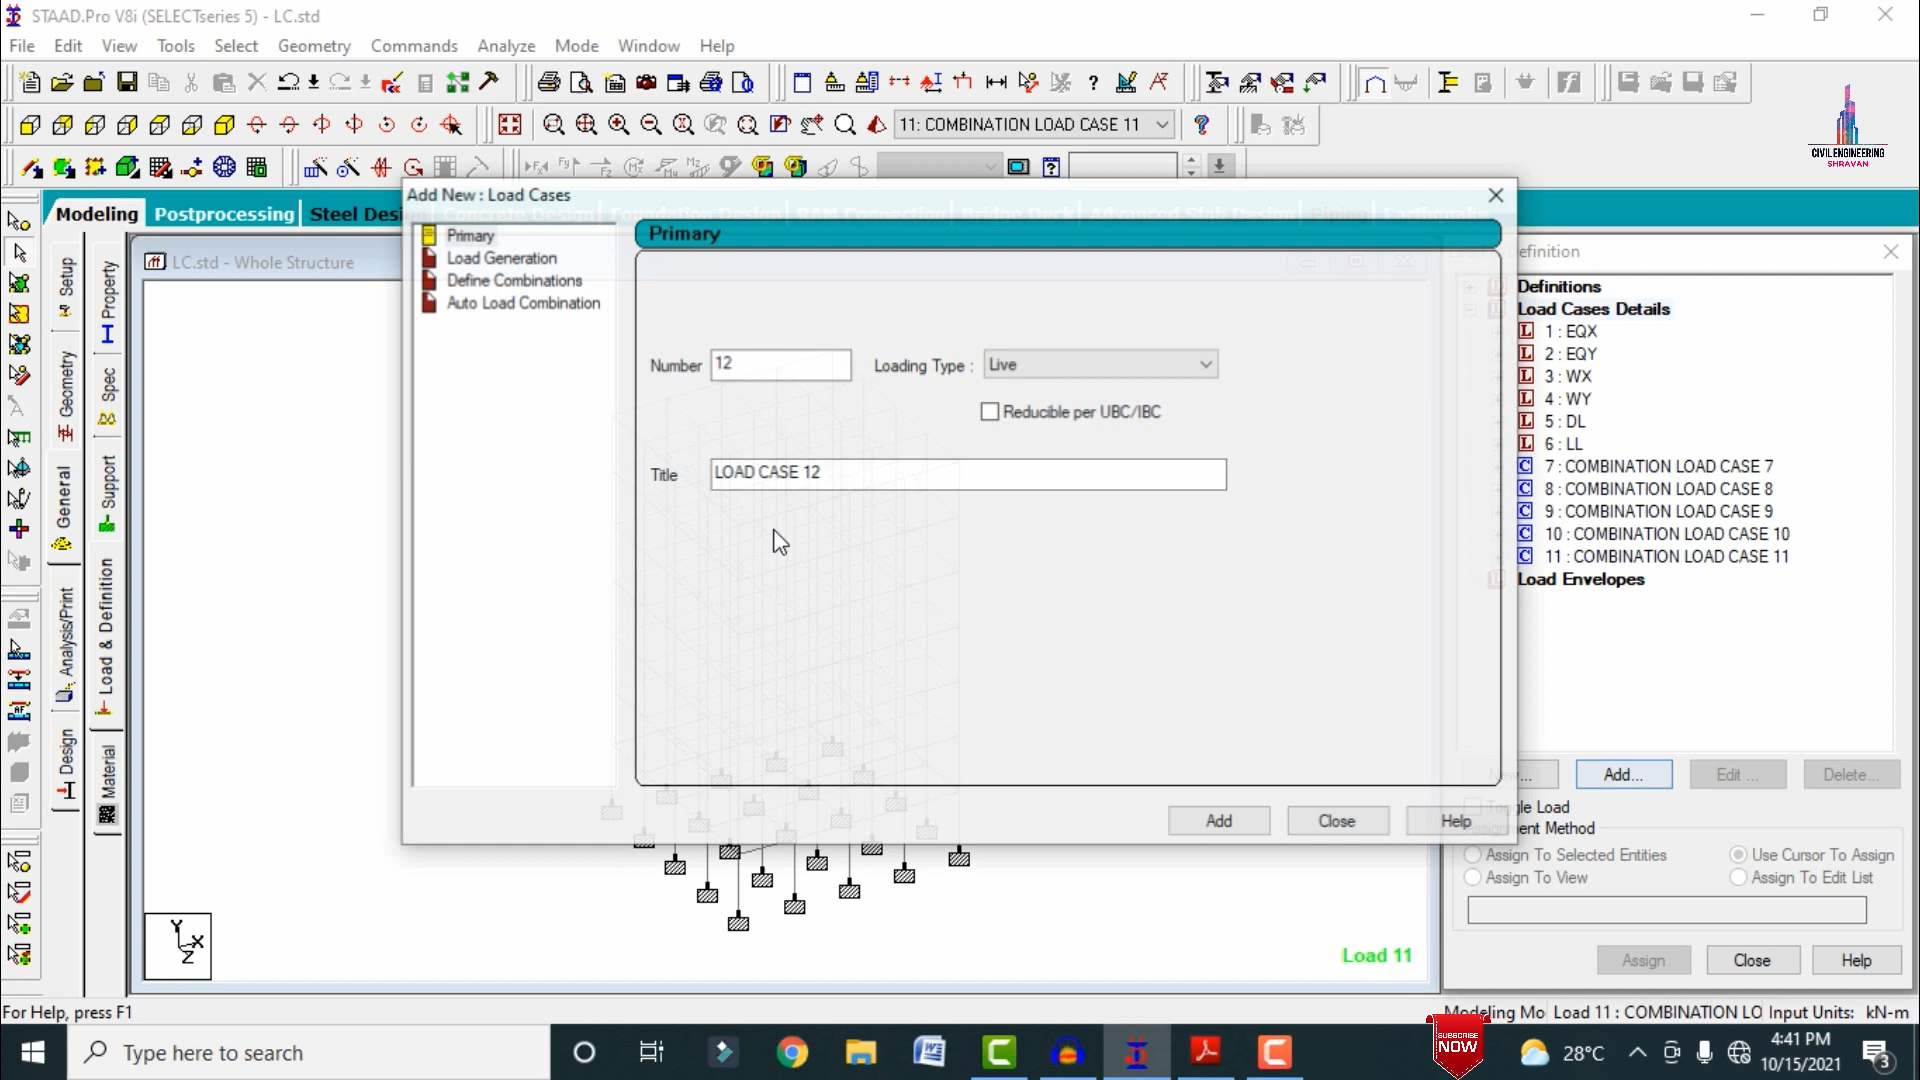 STAAD.Pro V8i (SELECTseries 5) - LC.std
File Edit View Tools Select Geometry Commands Analyze Mode Window Help
11: COMBINATION LOAD CASE 11
CIVIL ENGINEERING
SHRAVAN
Modeling Postprocessing Steel Desi
Add New : Load Cases
Primary
Load Generation
Define Combinations
Auto Load Combination
Primary
Number 12 Loading Type : Live
Reducible per UBC/IBC
Title LOAD CASE 12
Add Close Help
LC.std - Whole Structure
Setup
Geometry
General
Analysis/Print
Design
Property
Spec
Support
Load & Definition
Material
efinition
Definitions
Load Cases Details
1 : EQX
2 : EQY
3 : WX
4 : WY
5 : DL
6 : LL
7 : COMBINATION LOAD CASE 7
8 : COMBINATION LOAD CASE 8
9 : COMBINATION LOAD CASE 9
10 : COMBINATION LOAD CASE 10
11 : COMBINATION LOAD CASE 11
Load Envelopes
Add... Edit ... Delete...
ggle Load
gnment Method
Assign To Selected Entities Use Cursor To Assign
Assign To View Assign To Edit List
Assign Close Help
Y
X
Z
Load 11
For Help, press F1
Modeling Mo Load 11 : COMBINATION LO Input Units: kN-m
Type here to search
SUBSCRIBE
NOW
28°C
4:41 PM
10/15/2021
3